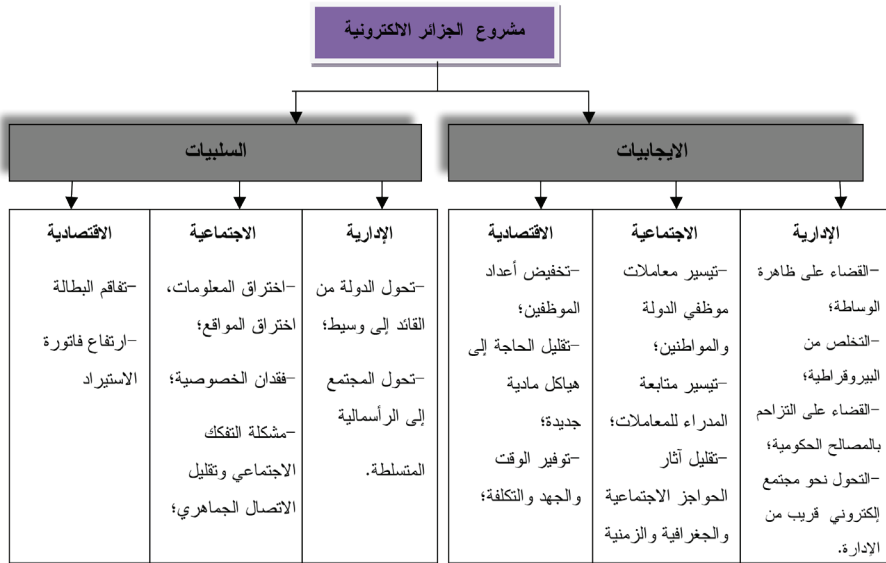 مشروع الجزائر الالكترونية
الايجابيات
السلبيات
الإدارية
-القضاء على ظاهرة
الوساطة؛
-التخلص من
البيروقراطية؛
-القضاء على التزاحم
بالمصالح الحكومية؛
-التحول نحو مجتمع
إلكتروني قريب من
الإدارة.
الاجتماعية
-تيسير معاملات
موظفي الدولة
والمواطنين؛
-تيسير متابعة
المدراء للمعاملات؛
-تقليل آثار
الحواجز الاجتماعية
والجغرافية والزمنية
الاقتصادية
-تخفيض أعداد
الموظفين؛
-تقليل الحاجة إلى
هياكل مادية
جديدة؛
-توفير الوقت
والجهد والتكلفة؛
الإدارية
-تحول الدولة من
القائد إلى وسيط؛
-تحول المجتمع
إلى الرأسمالية
المتسلطة.
الاجتماعية
-اختراق المعلومات،
اختراق المواقع؛
-فقدان الخصوصية؛
-مشكلة التفكك
الاجتماعي وتقليل
الاتصال الجماهري؛
الاقتصادية
-تفاقم البطالة
-ارتفاع فاتورة
الاستيراد